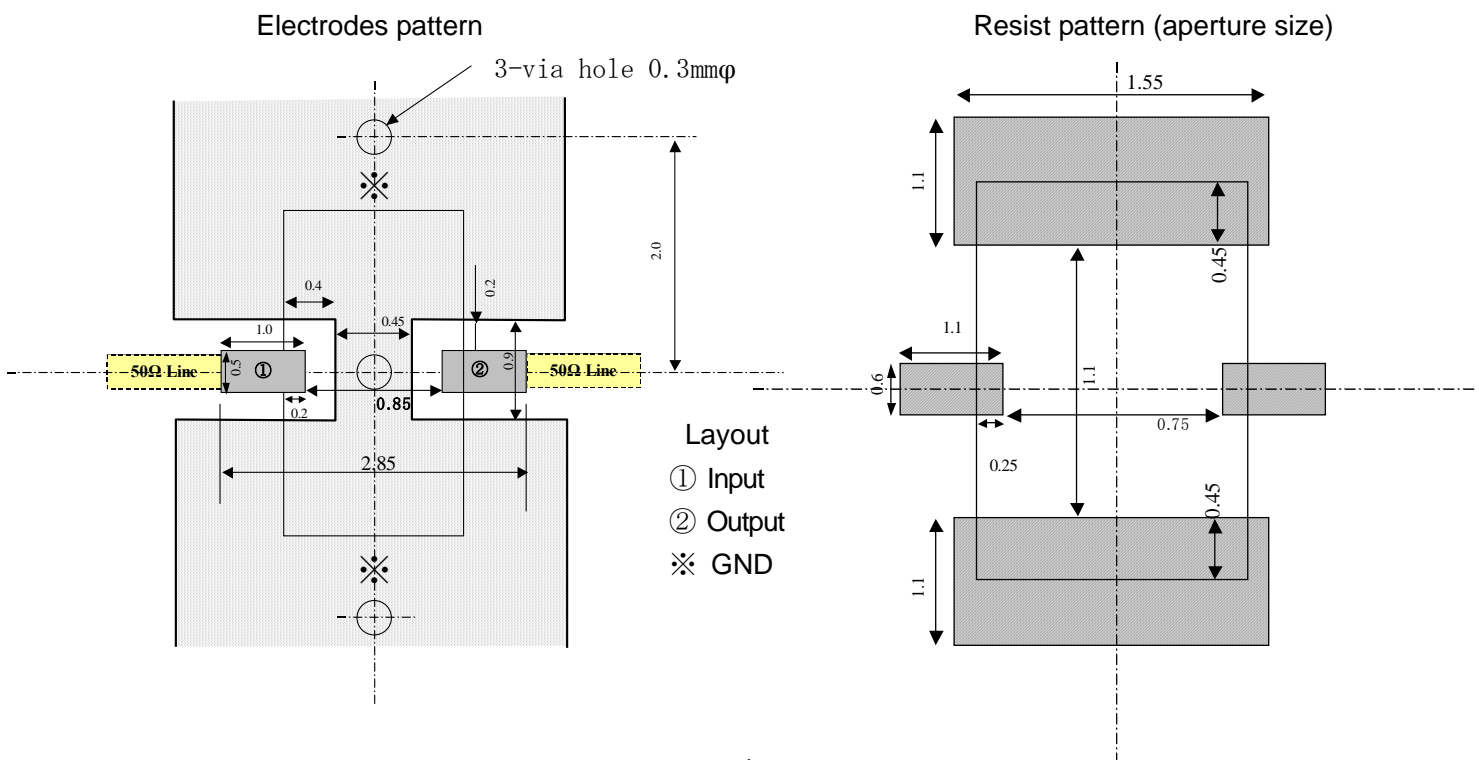 Electrodes pattern
3-via hole 0.3mmφ
※
2.0
0.4
0.2
1.0
0.45
50Ω Line
0.5
①
②
0.9
50Ω Line
0.2
0.85
2.85
※
Layout
① Input
② Output
※ GND
Resist pattern (aperture size)
1.55
1.1
0.45
1.1
0.6
1.1
0.75
0.25
0.45
1.1